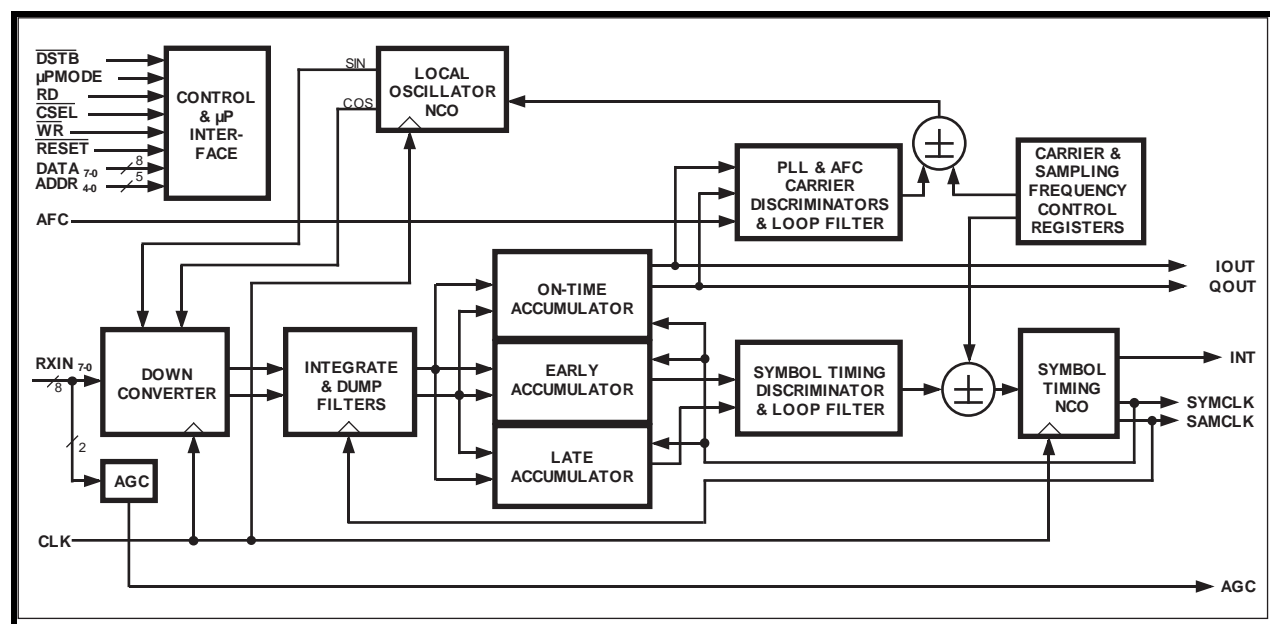 DSTB
µPMODE
RD
CSEL
WR
RESET
DATA 7-0
8
ADDR 4-0
5
CONTROL
& µP
INTER-
FACE
SIN
COS
LOCAL
OSCILLATOR
NCO
±
PLL & AFC
CARRIER
DISCRIMINATORS
& LOOP FILTER
CARRIER &
SAMPLING
FREQUENCY
CONTROL
REGISTERS
AFC
IOUT
QOUT
ON-TIME
ACCUMULATOR
RXIN 7-0
8
2
DOWN
CONVERTER
INTEGRATE
& DUMP
FILTERS
EARLY
ACCUMULATOR
LATE
ACCUMULATOR
SYMBOL TIMING
DISCRIMINATOR
& LOOP FILTER
±
SYMBOL
TIMING
NCO
INT
SYMCLK
SAMCLK
AGC
CLK
AGC